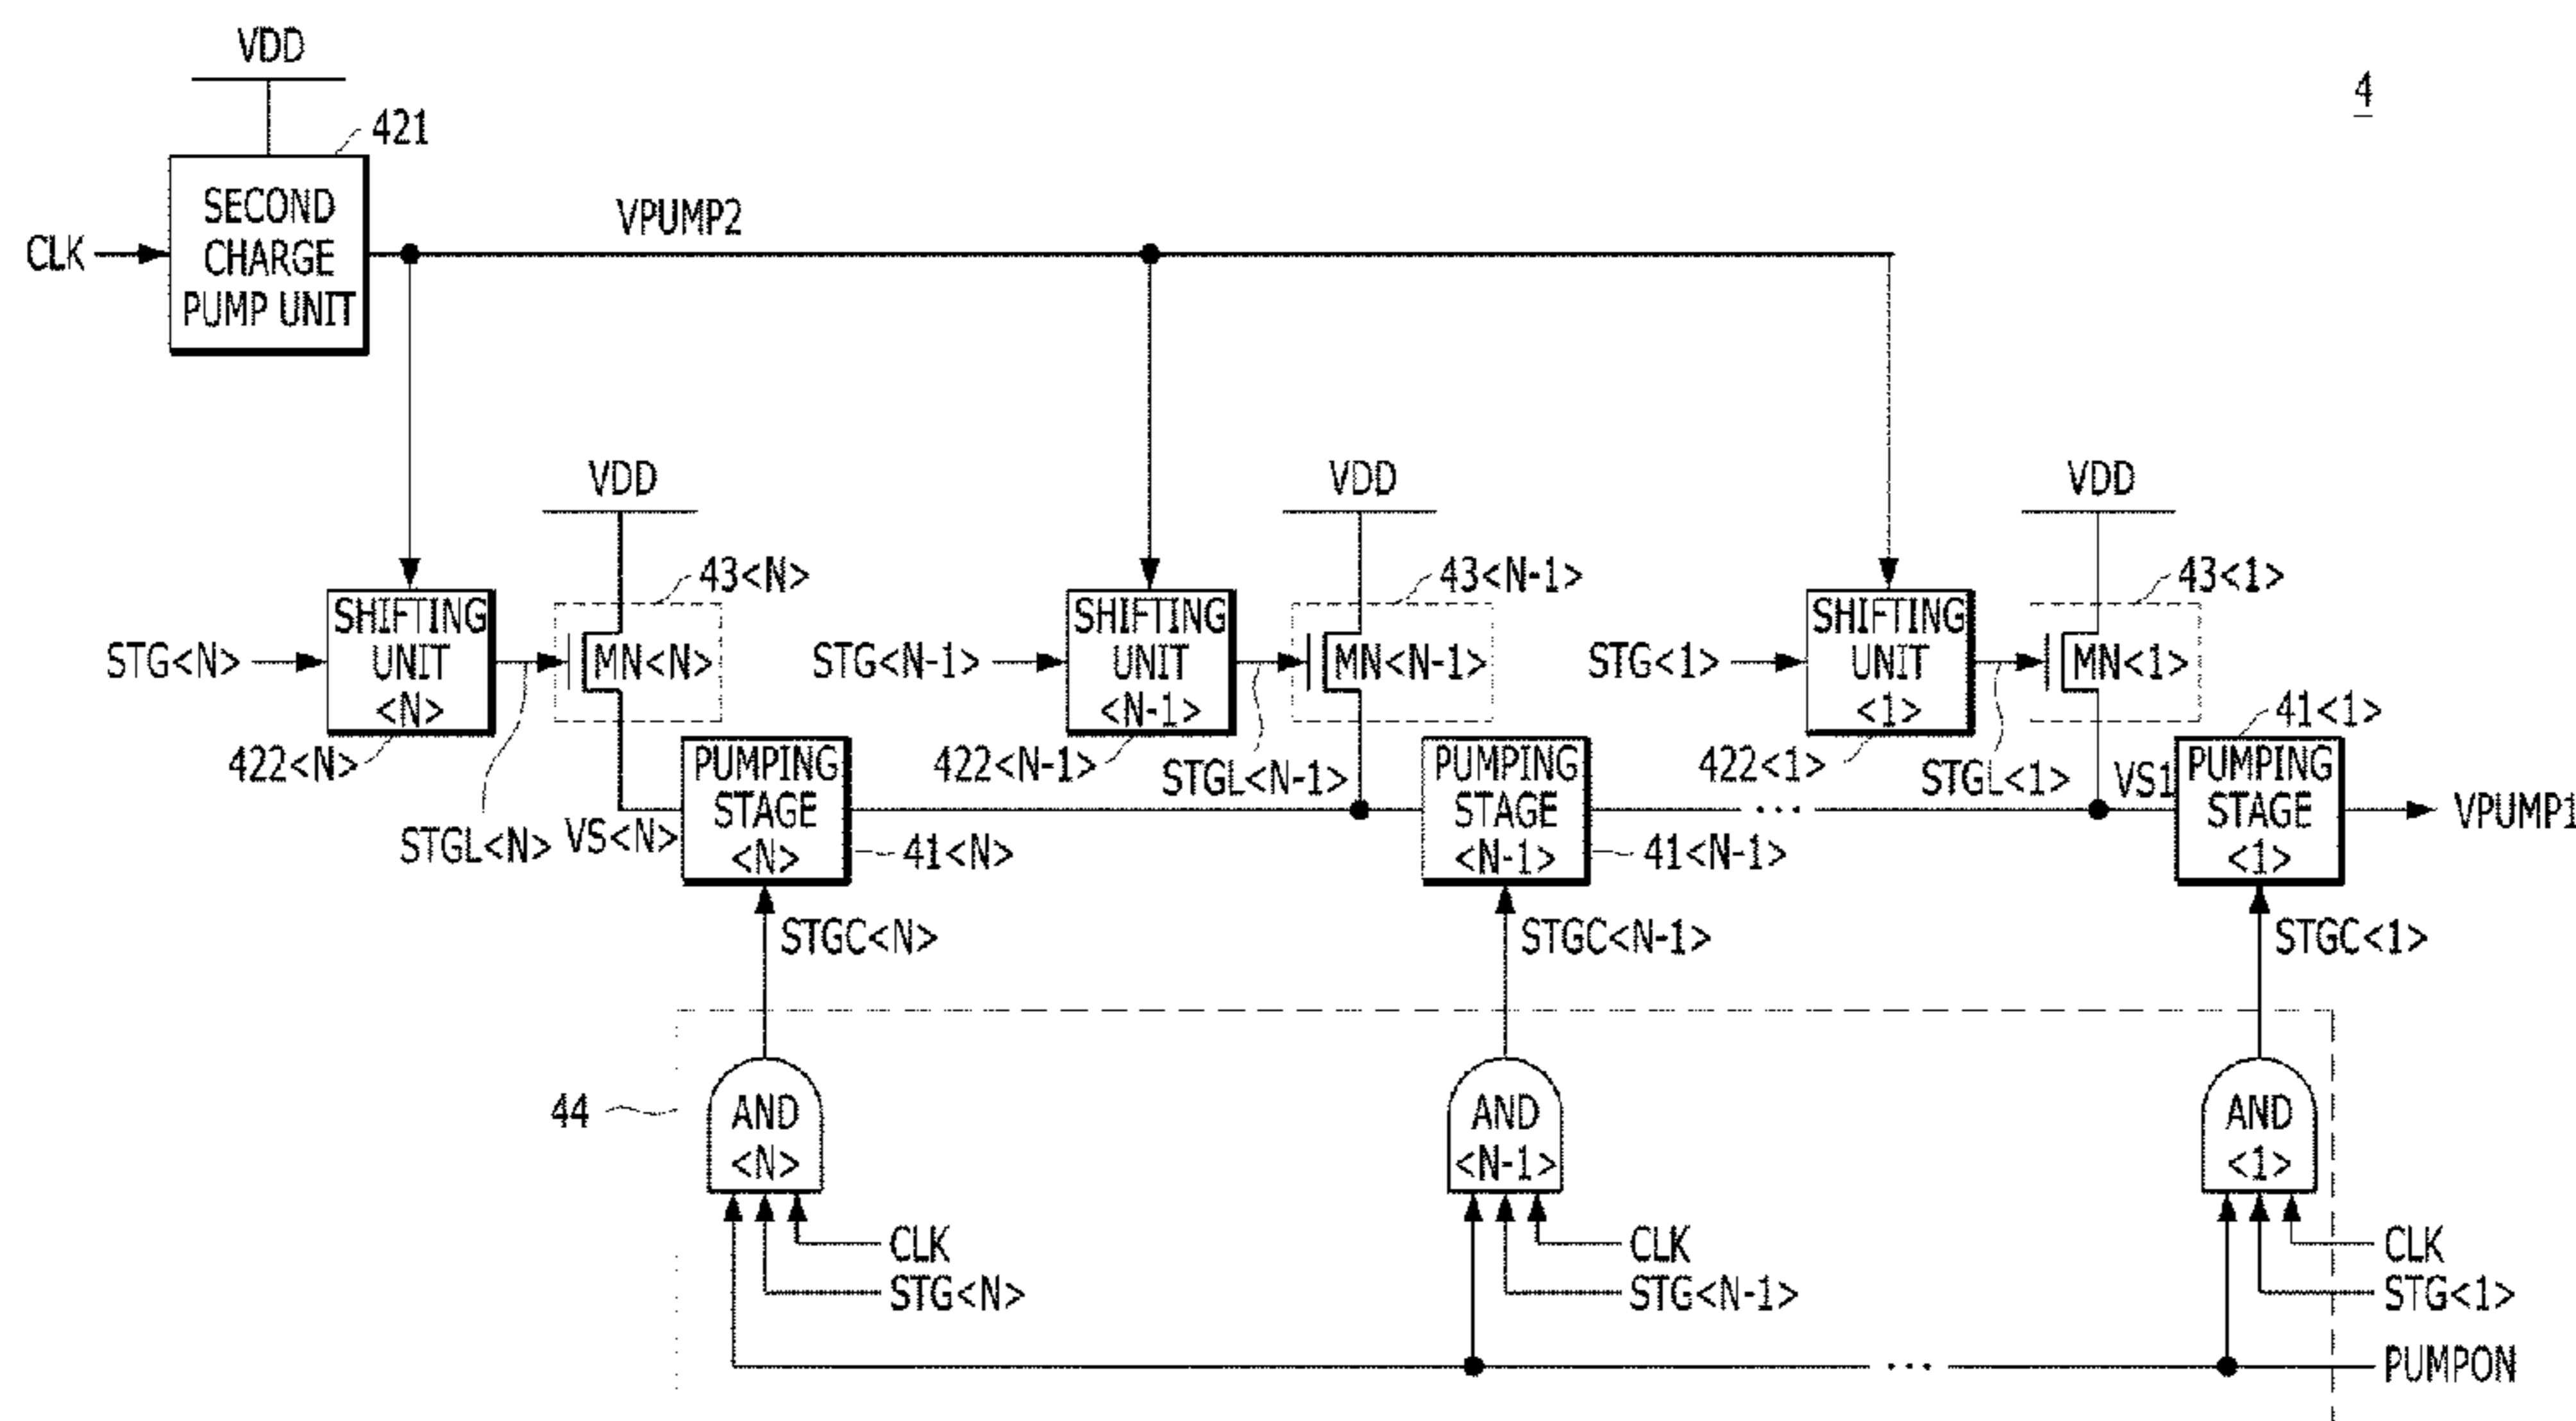 VDD
4
421
SECOND
CHARGE
PUMP UNIT
CLK
VPUMP2
VDD
VDD
VDD
43<N>
43<N-1>
43<1>
SHIFTING
UNIT
<N>
STG<N>
MN<N>
SHIFTING
UNIT
<N-1>
STG<N-1>
MN<N-1>
SHIFTING
UNIT
<1>
STG<1>
MN<1>
422<N>
STGL<N>
VS<N>
PUMPING
STAGE
<N>
41<N>
422<N-1>
STGL<N-1>
PUMPING
STAGE
<N-1>
41<N-1>
...
422<1>
STGL<1>
VS1
41<1>
PUMPING
STAGE
<1>
VPUMP1
STGC<N>
STGC<N-1>
STGC<1>
44
AND
<N>
AND
<N-1>
AND
<1>
CLK
STG<N>
CLK
STG<N-1>
CLK
STG<1>
...
PUMPON